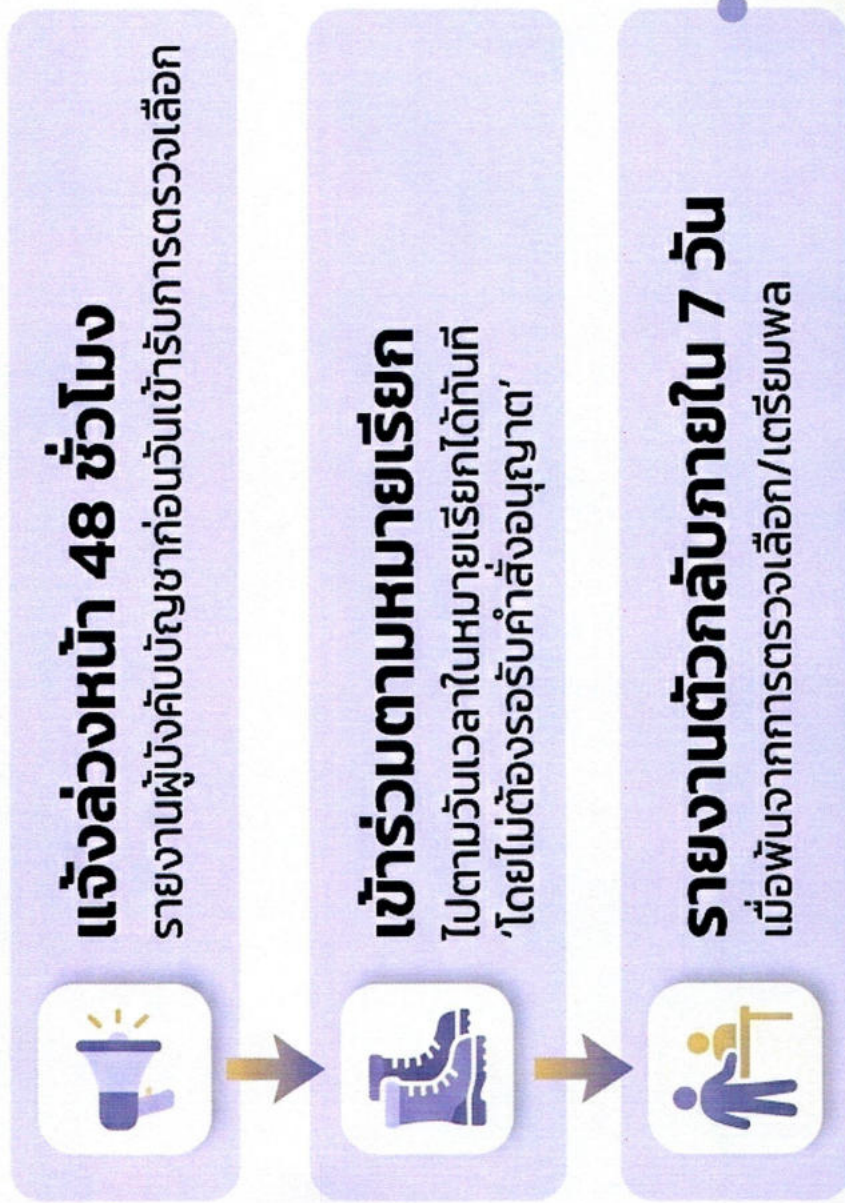 แจ้งล่วงหน้า 48 ชั่วโมง
รายงานผู้บังคับบัญชาก่อนวันเข้ารับการตรวจเลือก
เข้าร่วมตามหมายเรียก
ไปตามวันเวลาในหมายเรียกได้ทันที
‘โดยไม่ต้องรอรับคำสั่งอนุญาต’
รายงานตัวกลับภายใน 7 วัน
เมื่อพ้นจากการตรวจเลือก/เตรียมพล